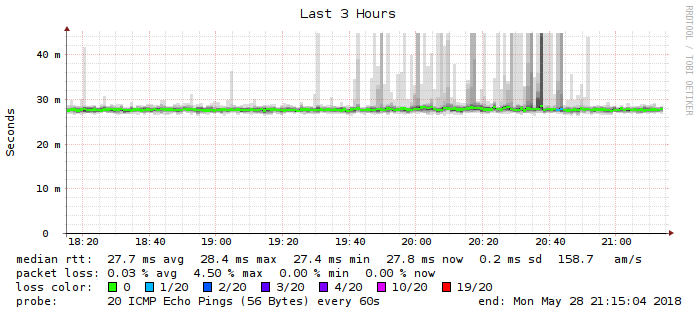 Last 3 Hours
RRDTOOL / TOBI OETIKER
Seconds
40 m
30 m
20 m
10 m
0
18:20 18:40 19:00 19:20 19:40 20:00 20:20 20:40 21:00
median rtt: 27.7 ms avg 28.4 ms max 27.4 ms min 27.8 ms now 0.2 ms sd 158.7 am/s
packet loss: 0.03 % avg 4.50 % max 0.00 % min 0.00 % now
loss color: 0 1/20 2/20 3/20 4/20 10/20 19/20
probe: 20 ICMP Echo Pings (56 Bytes) every 60s end: Mon May 28 21:15:04 2018